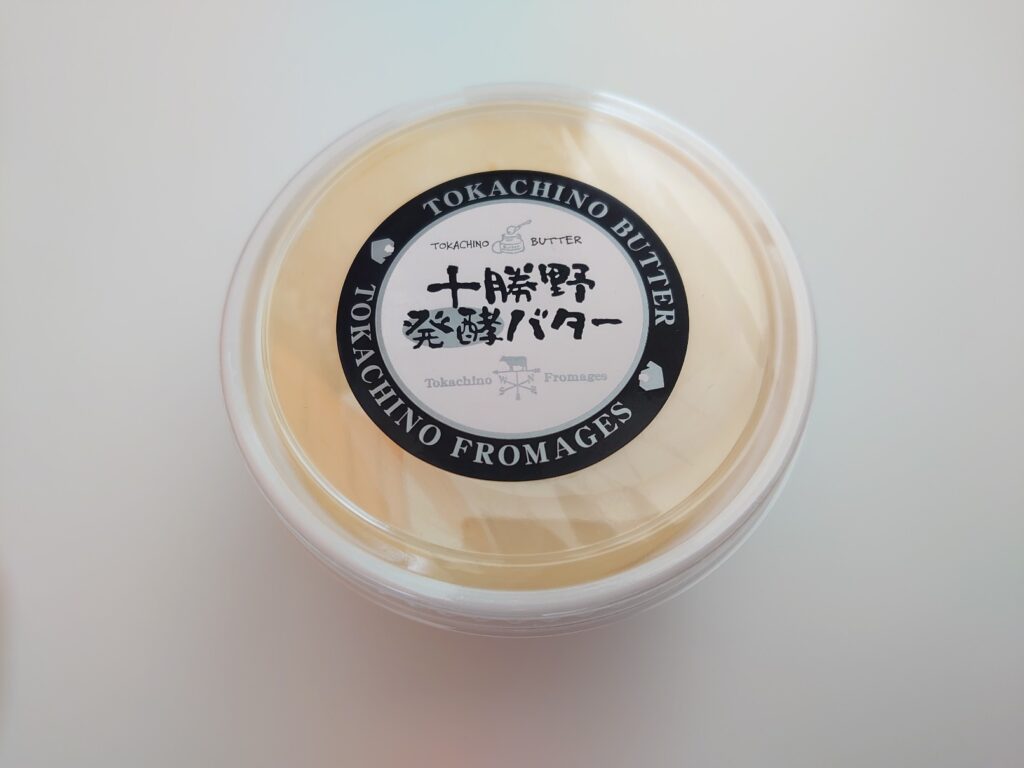 TOKACHINO BUTTER
TOKACHINO BUTTER
十勝野
発酵バター
Tokachino Fromages
W N
TOKACHINO FROMAGES